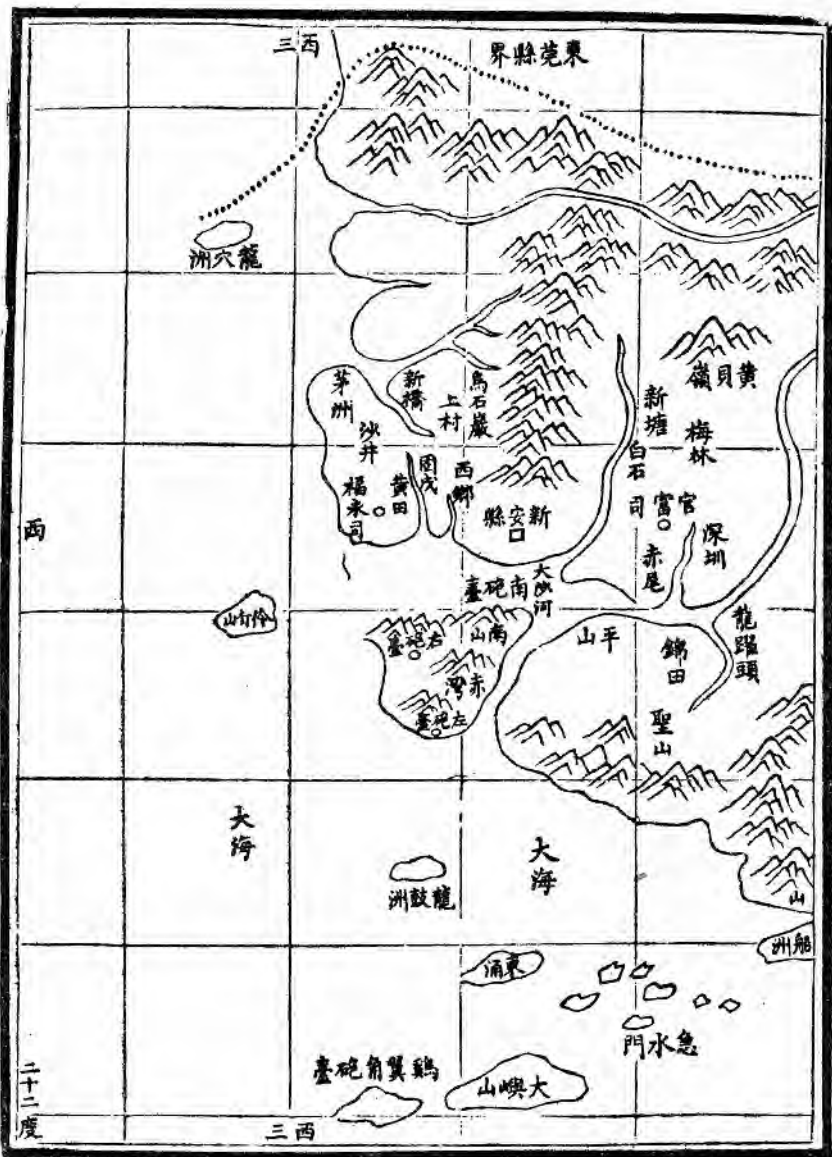 西三
東莞縣界
龍穴洲
黃貝嶺
茅洲
新橋
上村
烏石巖
新塘
梅林
沙井
白石
福永司
黃田
固戍
西鄉
新安縣
官富司
深圳
赤尾
西
大沙河
南砲臺
伶仃山
南山
右砲臺
赤灣
左砲臺
平山
錦田
龍躍頭
聖山
大海
大海
龍鼓洲
山
船洲
東涌
急水門
雞翼角砲臺
大嶼山
二十二度
西三